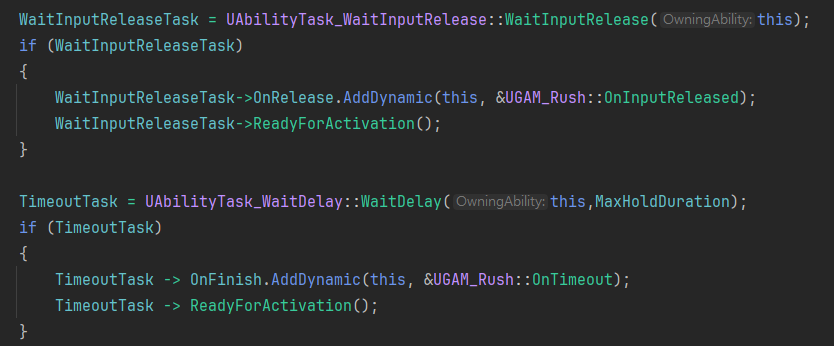 WaitInputReleaseTask = UAbilityTask_WaitInputRelease::WaitInputRelease(OwningAbility:this);
if (WaitInputReleaseTask)
{
WaitInputReleaseTask->OnRelease.AddDynamic(this, &UGAM_Rush::OnInputReleased);
WaitInputReleaseTask->ReadyForActivation();
}
TimeoutTask = UAbilityTask_WaitDelay::WaitDelay(OwningAbility:this,MaxHoldDuration);
if (TimeoutTask)
{
TimeoutTask -> OnFinish.AddDynamic(this, &UGAM_Rush::OnTimeout);
TimeoutTask -> ReadyForActivation();
}